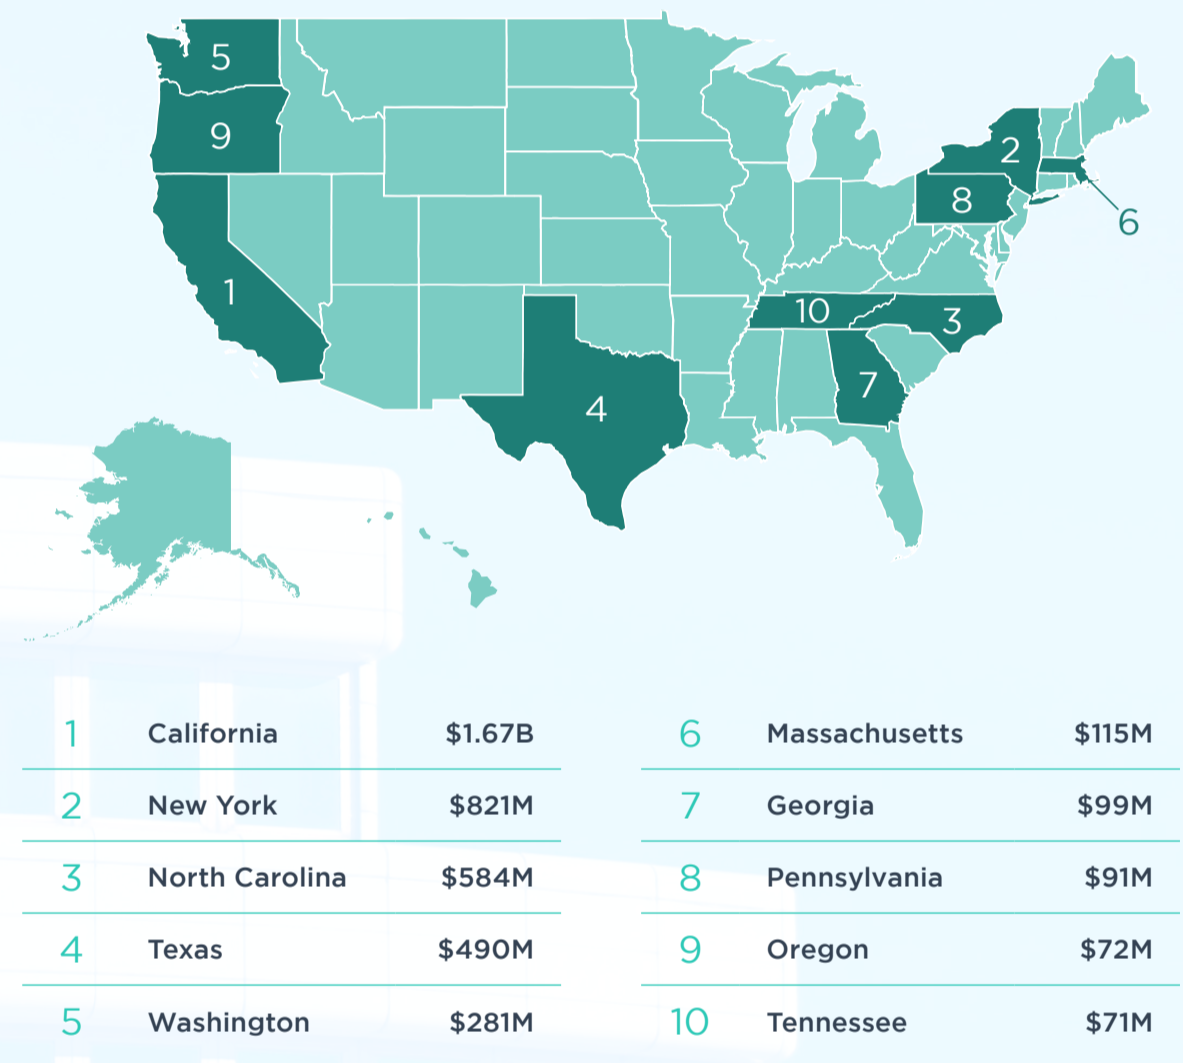 5
9
1
4
2
8
6
10
3
7
1 California $1.67B
2 New York $821M
3 North Carolina $584M
4 Texas $490M
5 Washington $281M
6 Massachusetts $115M
7 Georgia $99M
8 Pennsylvania $91M
9 Oregon $72M
10 Tennessee $71M